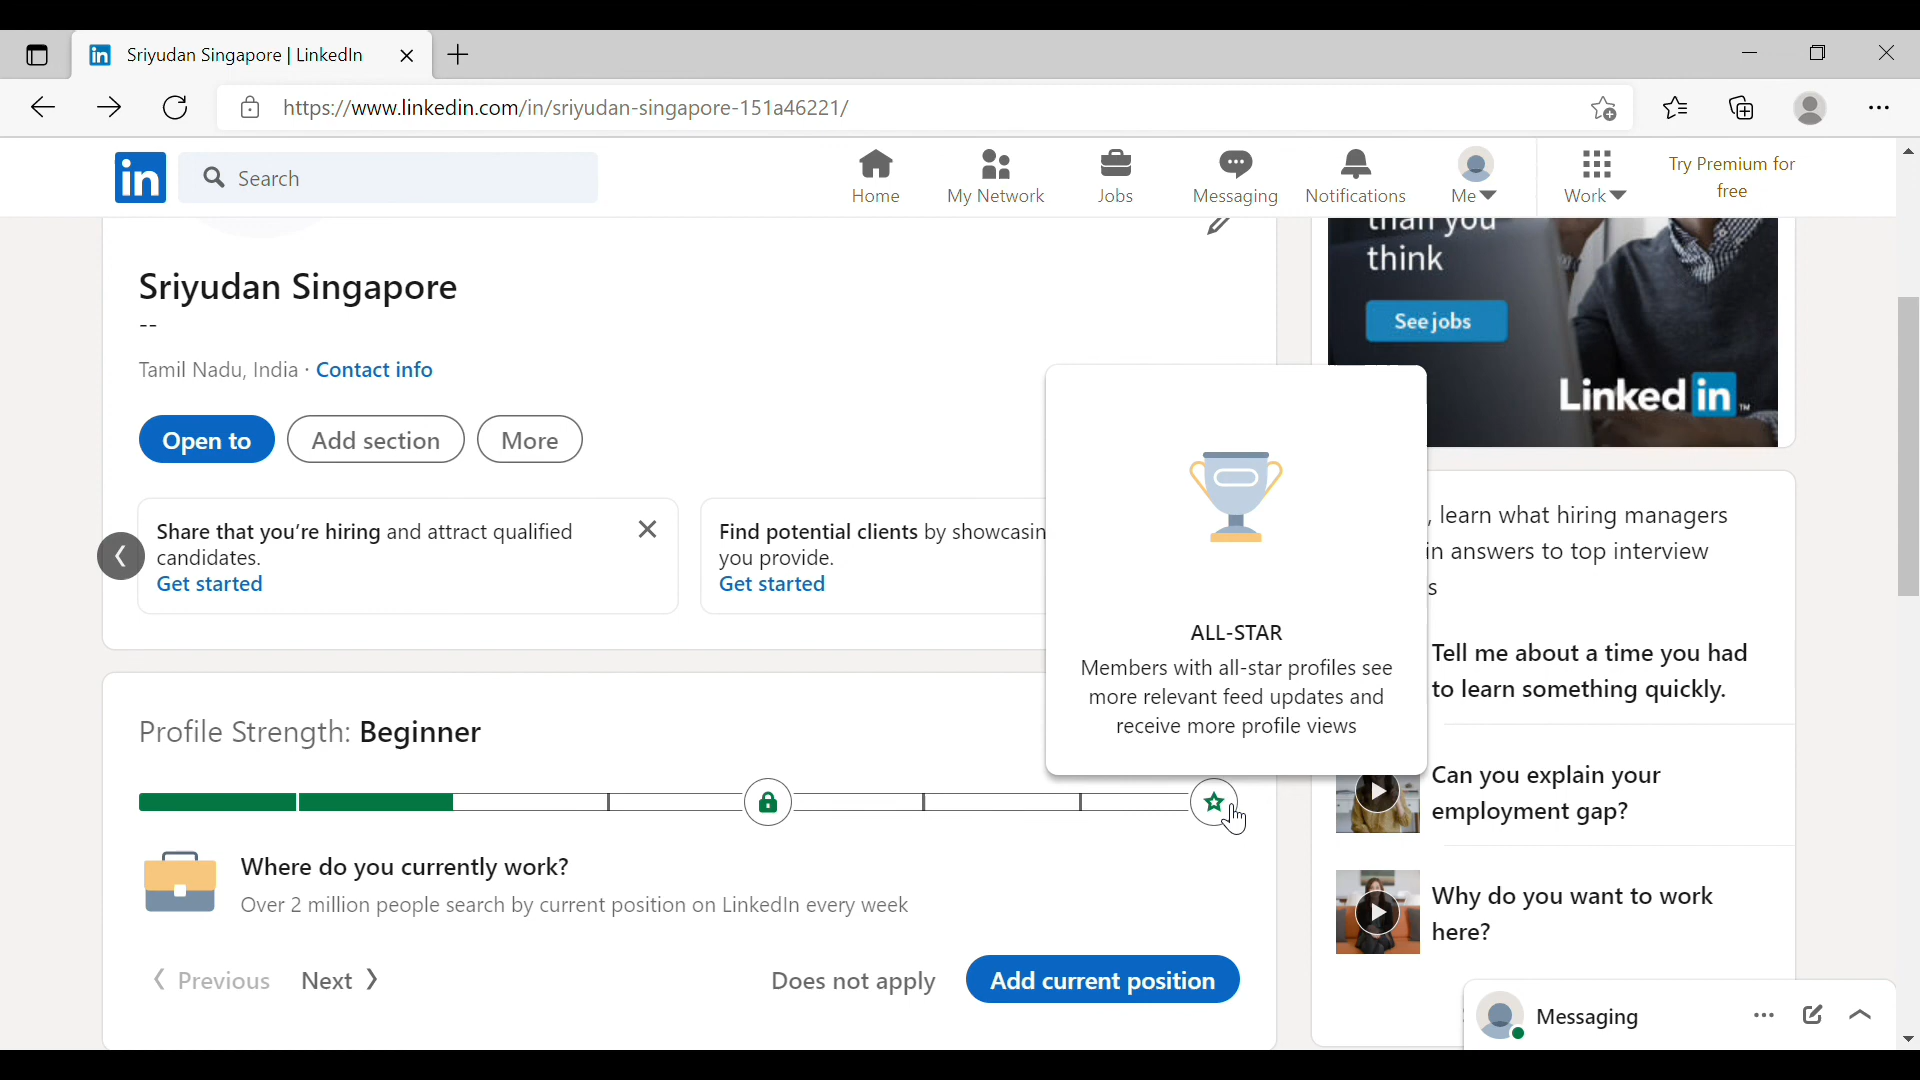 Sriyudan Singapore | LinkedIn
https://www.linkedin.com/in/sriyudan-singapore-151a46221/
in
Search
Home
My Network
Jobs
Messaging
Notifications
Me
Work
Try Premium for
free
Sriyudan Singapore
--
Tamil Nadu, India · Contact info
Open to
Add section
More
Share that you're hiring and attract qualified
candidates.
Get started
Find potential clients by showcasin
you provide.
Get started
ALL-STAR
Members with all-star profiles see
more relevant feed updates and
receive more profile views
Profile Strength: Beginner
Where do you currently work?
Over 2 million people search by current position on LinkedIn every week
Previous
Next
Does not apply
Add current position
than you
think
See jobs
Linked in
, learn what hiring managers
in answers to top interview
s
Tell me about a time you had
to learn something quickly.
Can you explain your
employment gap?
Why do you want to work
here?
Messaging